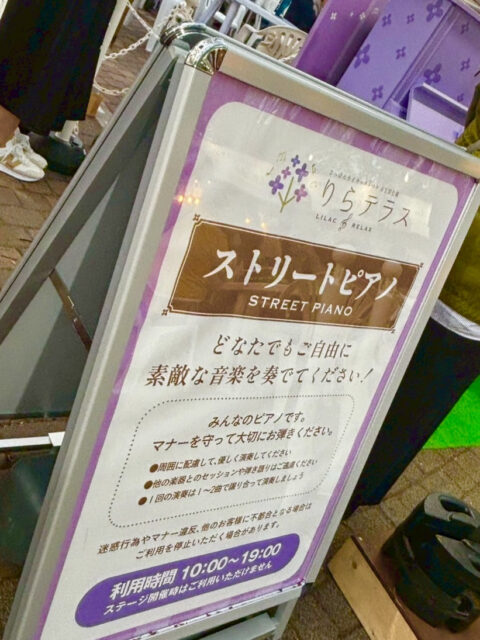 りらテラス
LILAC & RELAX
ストリートピアノ
STREET PIANO
どなたでもご自由に
素敵な音楽を奏でてください！
みんなのピアノです。
マナーを守って大切にお弾きください。
●周囲に配慮して、優しく演奏してください
●他の楽器とのセッションや弾き語りはご遠慮ください
●1回の演奏は1～2曲で譲り合って演奏しましょう
迷惑行為やマナー違反、他のお客様に不都合となる場合は
ご利用を停止いただく場合があります。
利用時間 10:00～19:00
ステージ開催時はご利用いただけません